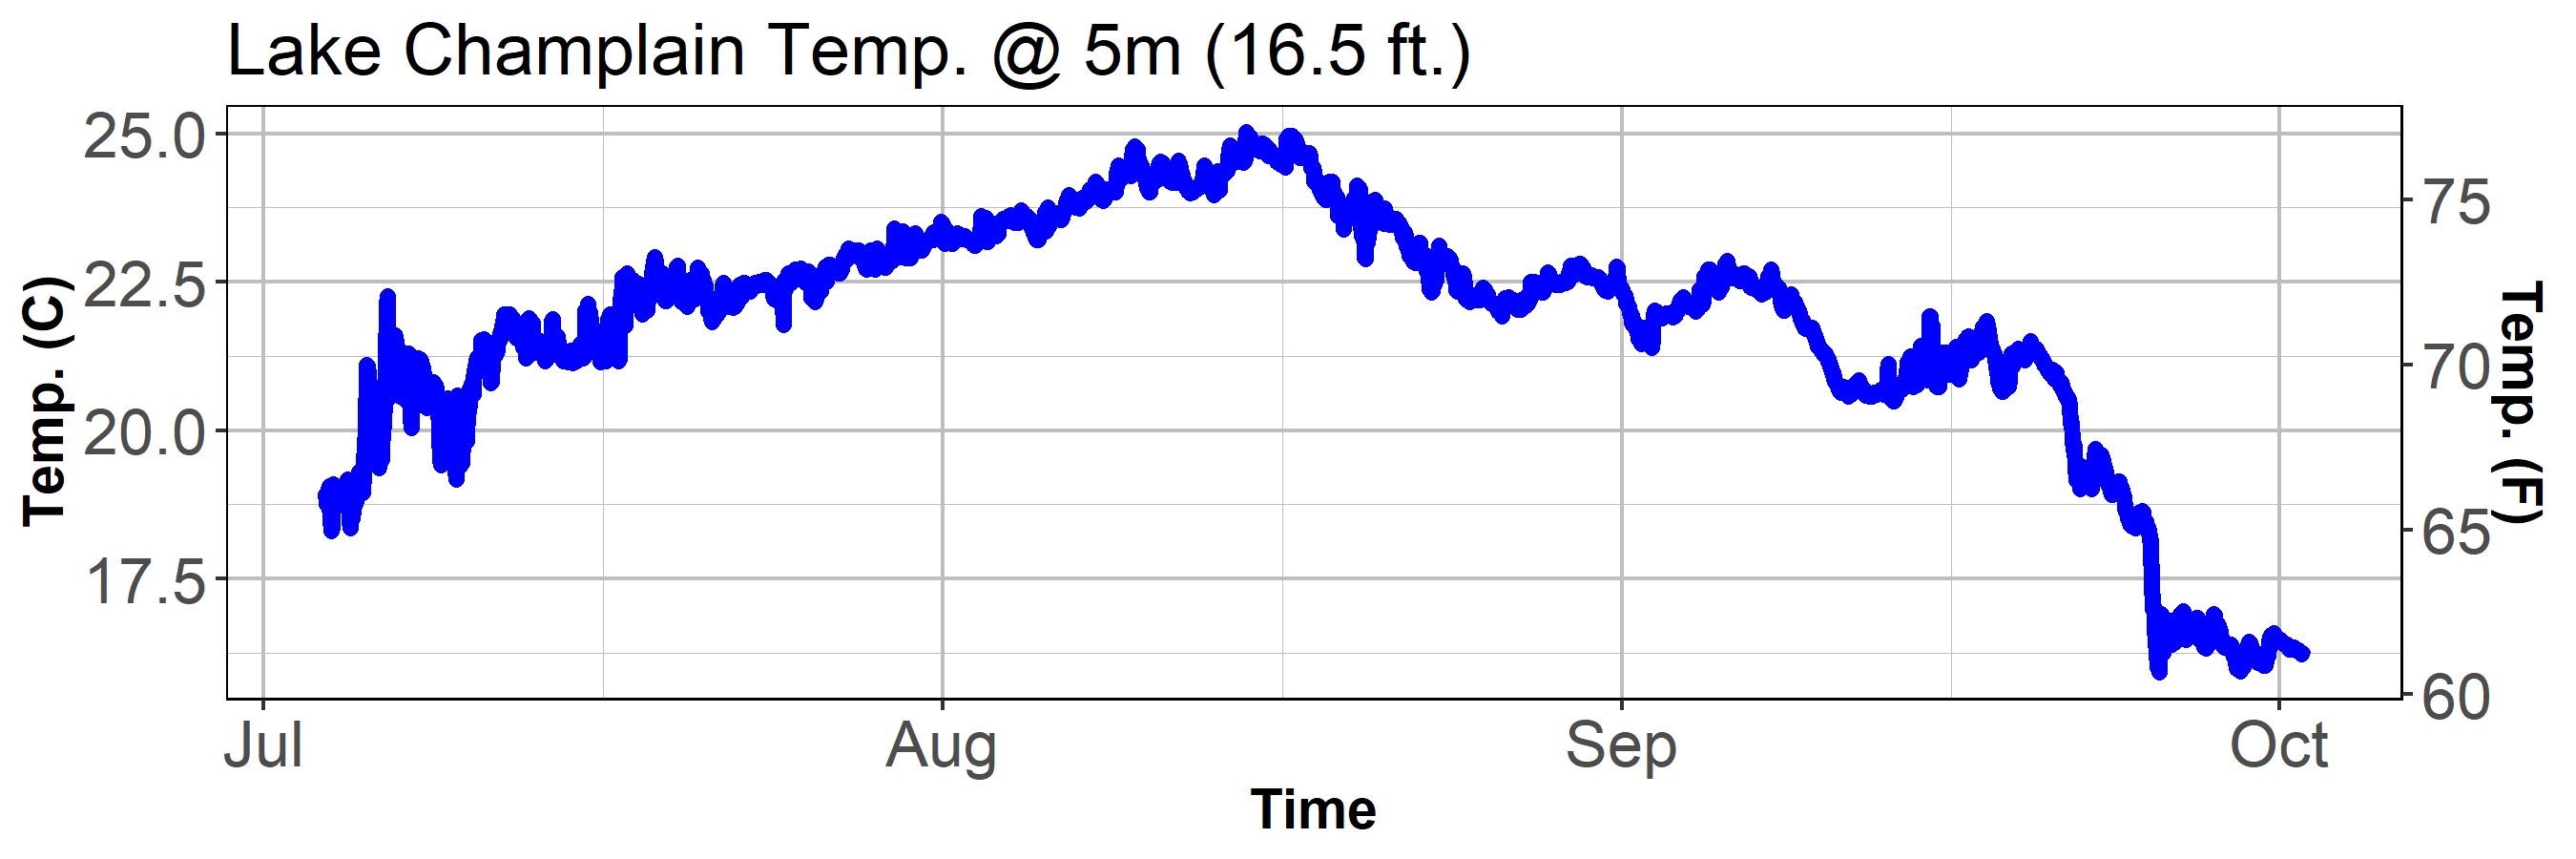 Lake Champlain Temp. @ 5m (16.5 ft.)
25.0
22.5
20.0
17.5
Temp. (C)
75
70
65
60
Temp. (F)
Jul Aug Sep Oct
Time